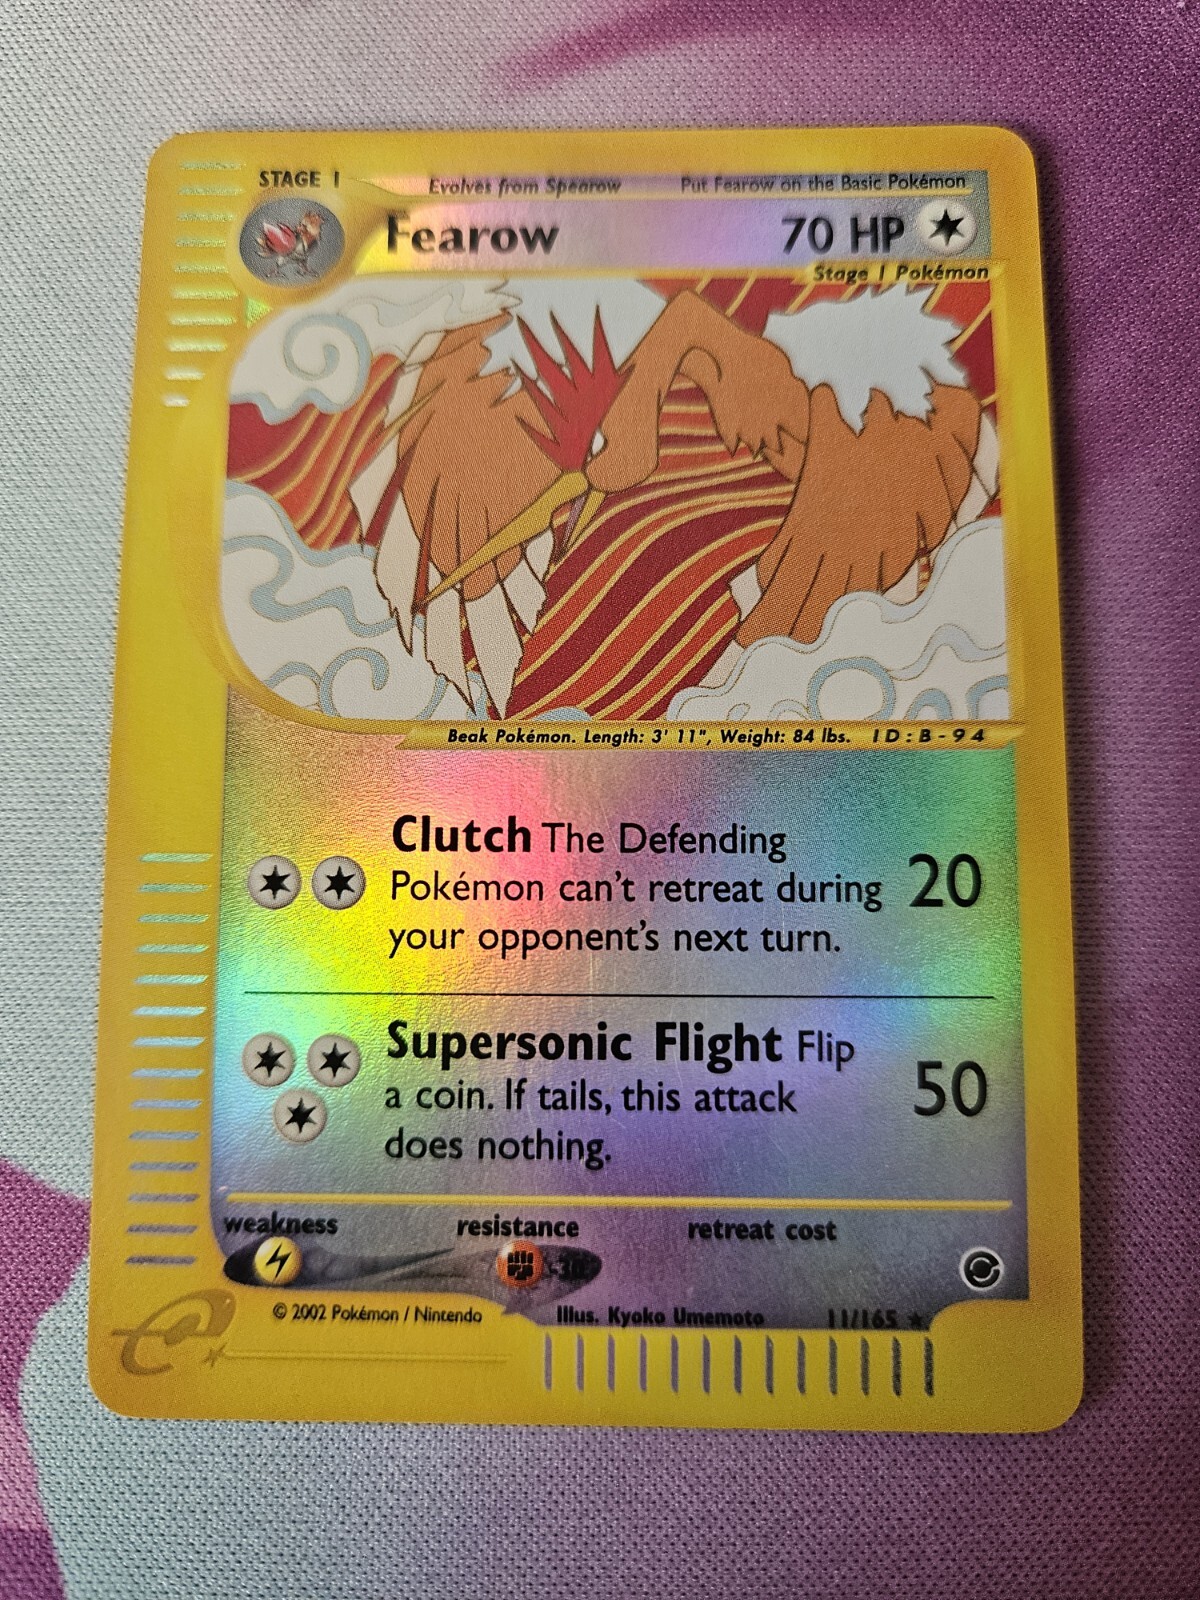 STAGE 1
Evolves from Spearow
Put Fearow on the Basic Pokémon
Fearow
70 HP
Stage 1 Pokémon
Beak Pokémon. Length: 3' 11", Weight: 84 lbs. ID:B-94
Clutch The Defending
Pokémon can't retreat during
your opponent's next turn.
20
Supersonic Flight Flip
a coin. If tails, this attack
does nothing.
50
weakness
resistance
retreat cost
-30
© 2002 Pokémon / Nintendo
Illus. Kyoko Umemoto
11/165 ★
e